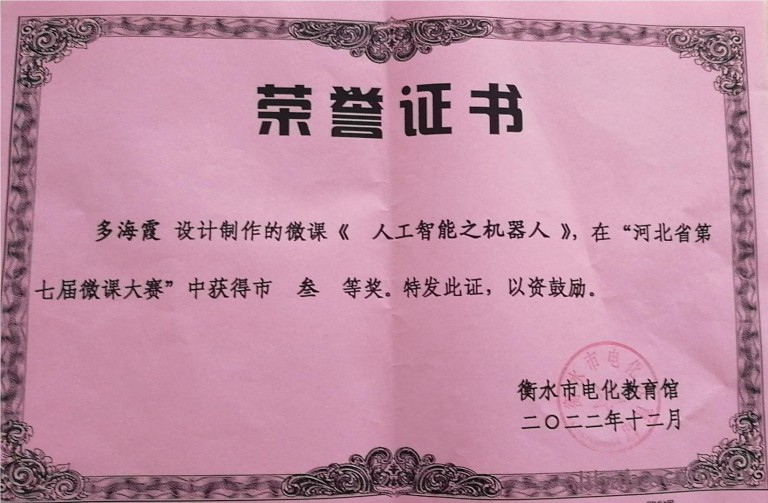 荣誉证书
多海霞 设计制作的微课《 人工智能之机器人 》，在“河北省第
七届微课大赛”中获得市 叁 等奖。特发此证，以资鼓励。
衡水市电化教育馆
二〇二二年十二月